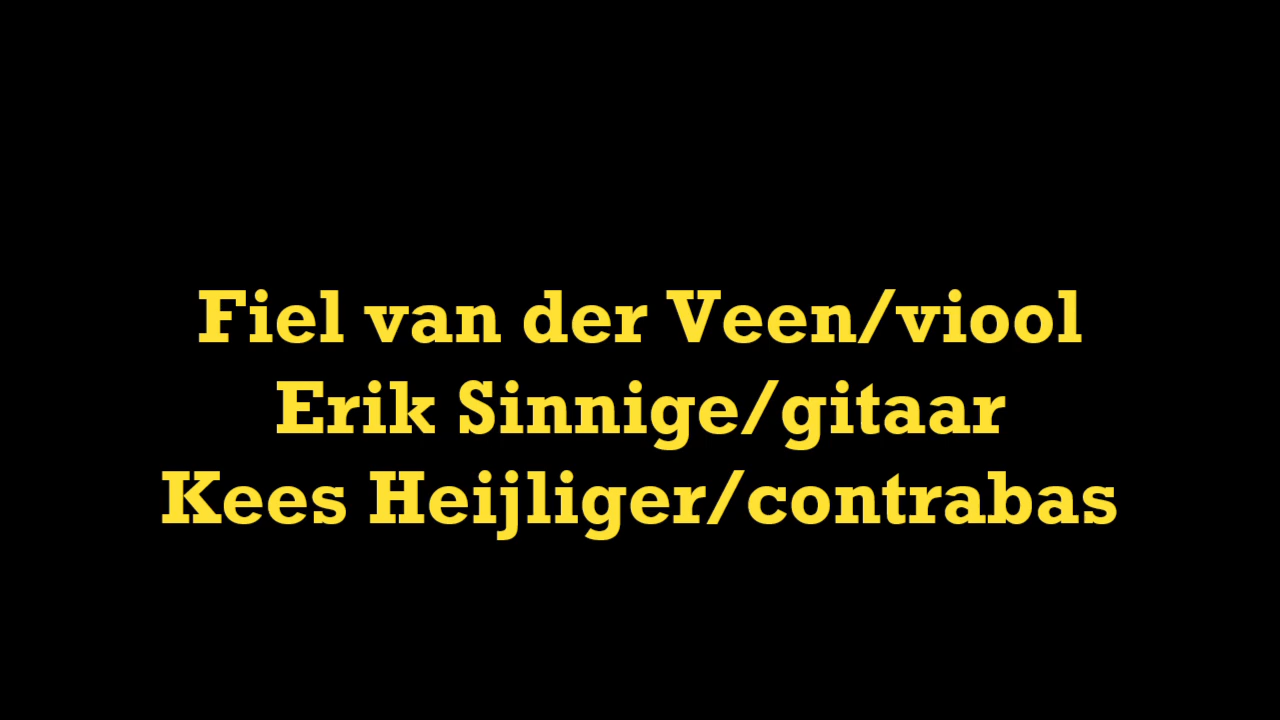 Fiel van der Veen/viool
Erik Sinnige/gitaar
Kees Heijliger/contrabas